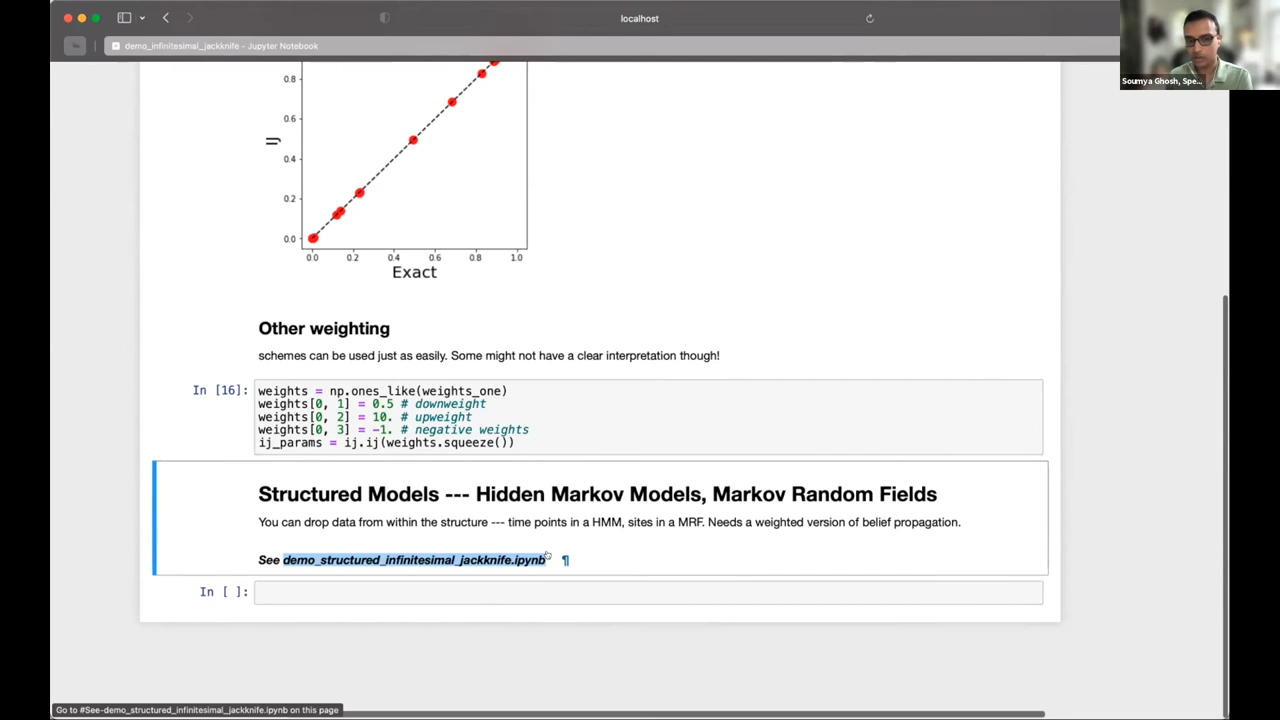 localhost
demo_infinitesimal_jackknife - Jupyter Notebook
Soumya Ghosh, Spe...
0.8
0.6
IJ
0.4
0.2
0.0
0.0 0.2 0.4 0.6 0.8 1.0
Exact
Other weighting
schemes can be used just as easily. Some might not have a clear interpretation though!
In [16]:
weights = np.ones_like(weights_one)
weights[0, 1] = 0.5 # downweight
weights[0, 2] = 10. # upweight
weights[0, 3] = -1. # negative weights
ij_params = ij.ij(weights.squeeze())
Structured Models --- Hidden Markov Models, Markov Random Fields
You can drop data from within the structure --- time points in a HMM, sites in a MRF. Needs a weighted version of belief propagation.
See demo_structured_infinitesimal_jackknife.ipynb ¶
In [ ]:
Go to #See-demo_structured_infinitesimal_jackknife.ipynb on this page